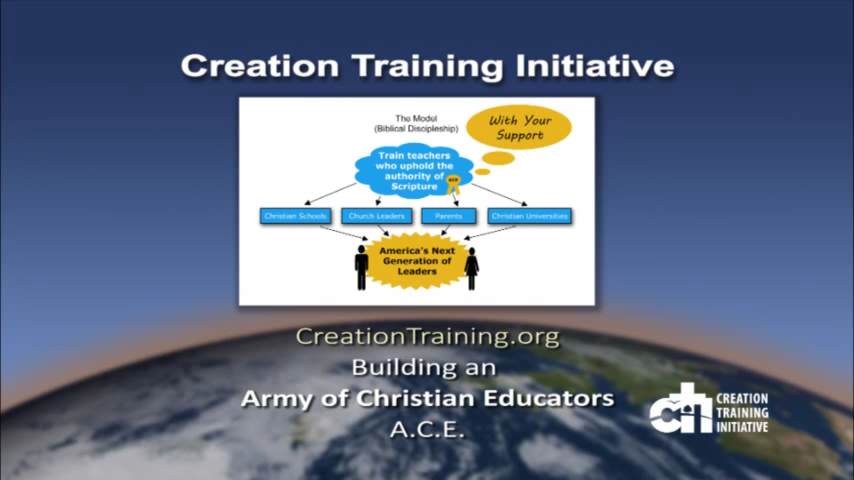 Creation Training Initiative
The Model
(Biblical Discipleship)
With Your
Support
Train teachers
who uphold the
authority of
Scripture
ACE
Christian Schools
Church Leaders
Parents
Christian Universities
America's Next
Generation of
Leaders
CreationTraining.org
Building an
Army of Christian Educators
A.C.E.
cti
CREATION
TRAINING
INITIATIVE